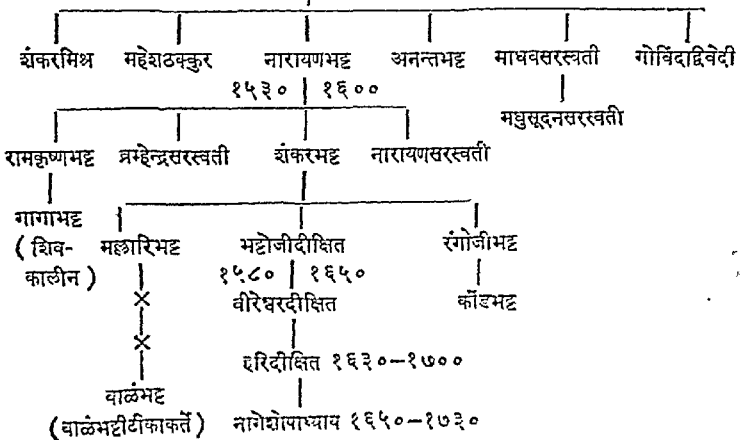 शंकरमिश्र महेशठक्कुर नारायणभट्ट अनन्तभट्ट माधवसरस्वती गोविंदद्विवेदी
१५३० १६००
मधुसूदनसरस्वती
रामकृष्णभट्ट ब्रम्हेन्द्रसरस्वती शंकरभट्ट नारायणसरस्वती
गागाभट्ट
( शिव-
कालीन )
मल्लारिभट्ट भट्टोजीदीक्षित रंगोजीभट्ट
१५८० १६५०
वीरेश्वरदीक्षित कोंडभट्ट
हरिदीक्षित १६३०–१७००
वाळंभट्ट
(वाळंभट्टीटीकाकर्ते) नागेशोपाध्याय १६५०–१७३०